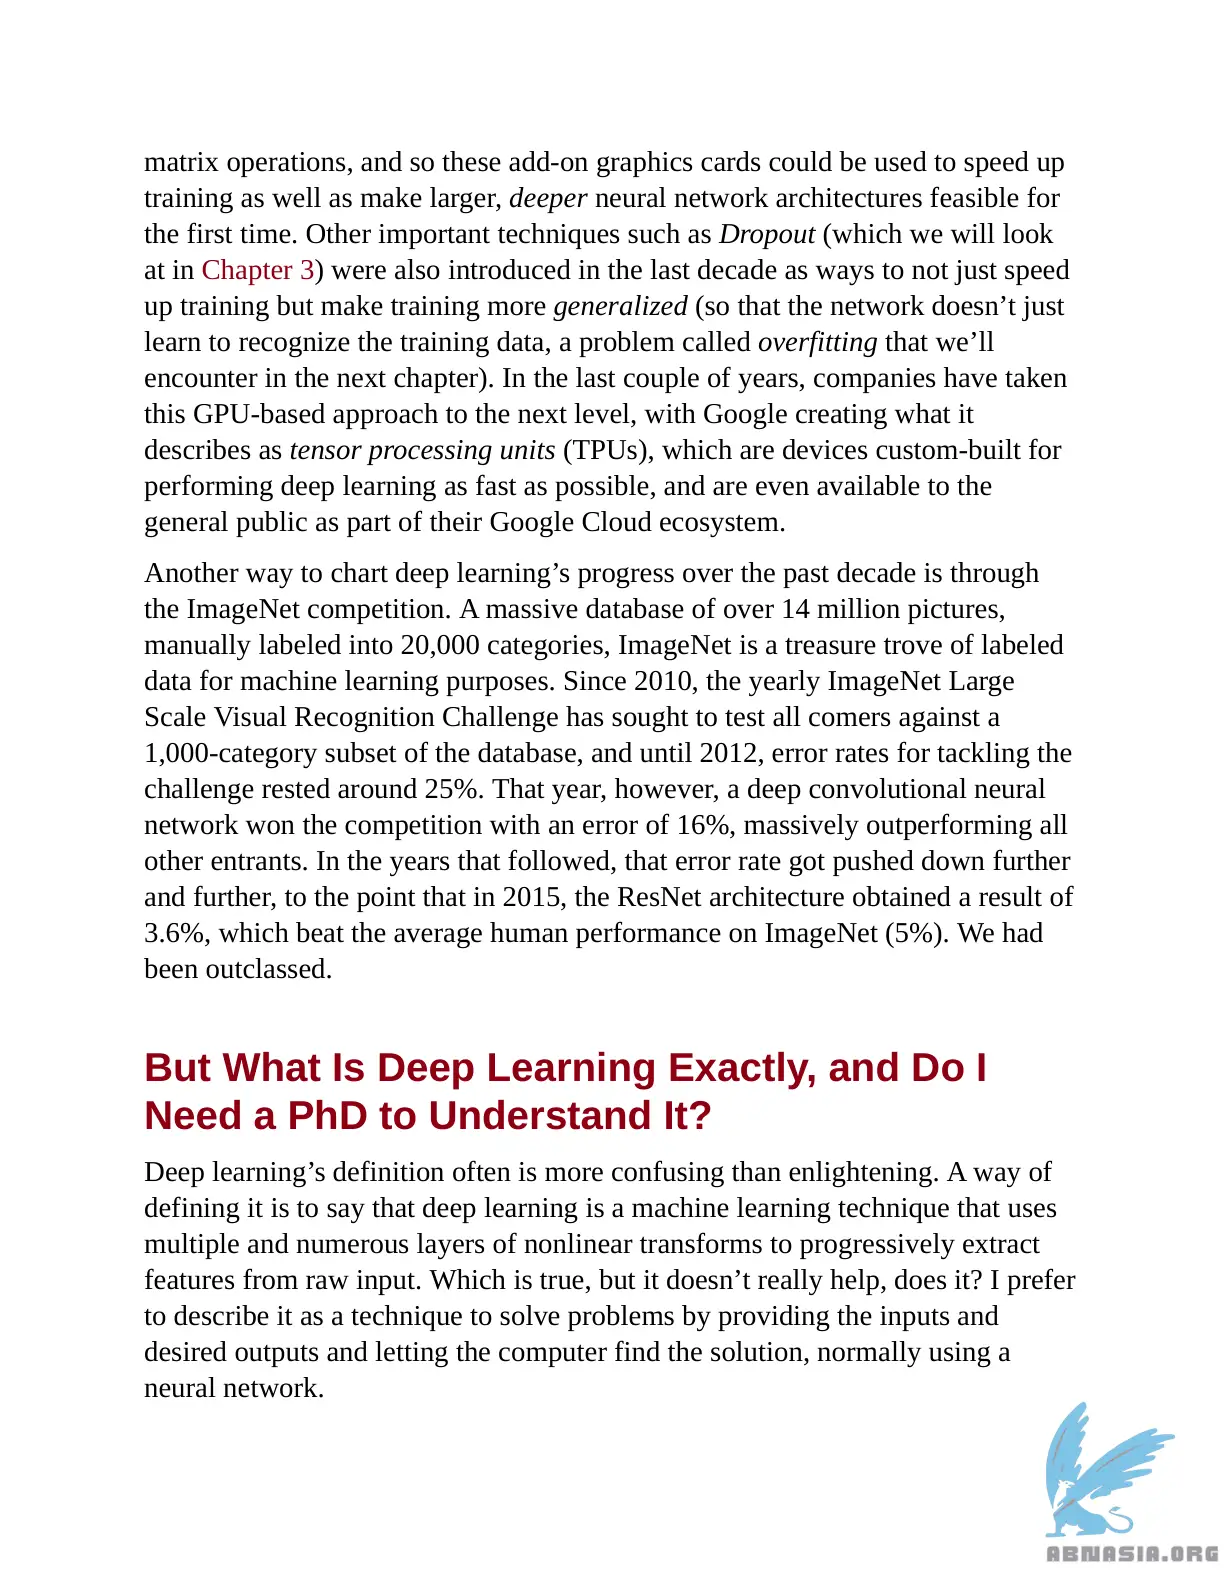 matrix operations, and so these add-on graphics cards could be used to speed up
training as well as make larger, deeper neural network architectures feasible for
the first time. Other important techniques such as Dropout (which we will look
at in Chapter 3) were also introduced in the last decade as ways to not just speed
up training but make training more generalized (so that the network doesn’t just
learn to recognize the training data, a problem called overfitting that we’ll
encounter in the next chapter). In the last couple of years, companies have taken
this GPU-based approach to the next level, with Google creating what it
describes as tensor processing units (TPUs), which are devices custom-built for
performing deep learning as fast as possible, and are even available to the
general public as part of their Google Cloud ecosystem.
Another way to chart deep learning’s progress over the past decade is through
the ImageNet competition. A massive database of over 14 million pictures,
manually labeled into 20,000 categories, ImageNet is a treasure trove of labeled
data for machine learning purposes. Since 2010, the yearly ImageNet Large
Scale Visual Recognition Challenge has sought to test all comers against a
1,000-category subset of the database, and until 2012, error rates for tackling the
challenge rested around 25%. That year, however, a deep convolutional neural
network won the competition with an error of 16%, massively outperforming all
other entrants. In the years that followed, that error rate got pushed down further
and further, to the point that in 2015, the ResNet architecture obtained a result of
3.6%, which beat the average human performance on ImageNet (5%). We had
been outclassed.
But What Is Deep Learning Exactly, and Do I
Need a PhD to Understand It?
Deep learning’s definition often is more confusing than enlightening. A way of
defining it is to say that deep learning is a machine learning technique that uses
multiple and numerous layers of nonlinear transforms to progressively extract
features from raw input. Which is true, but it doesn’t really help, does it? I prefer
to describe it as a technique to solve problems by providing the inputs and
desired outputs and letting the computer find the solution, normally using a
neural network.
ABNASIA.ORG